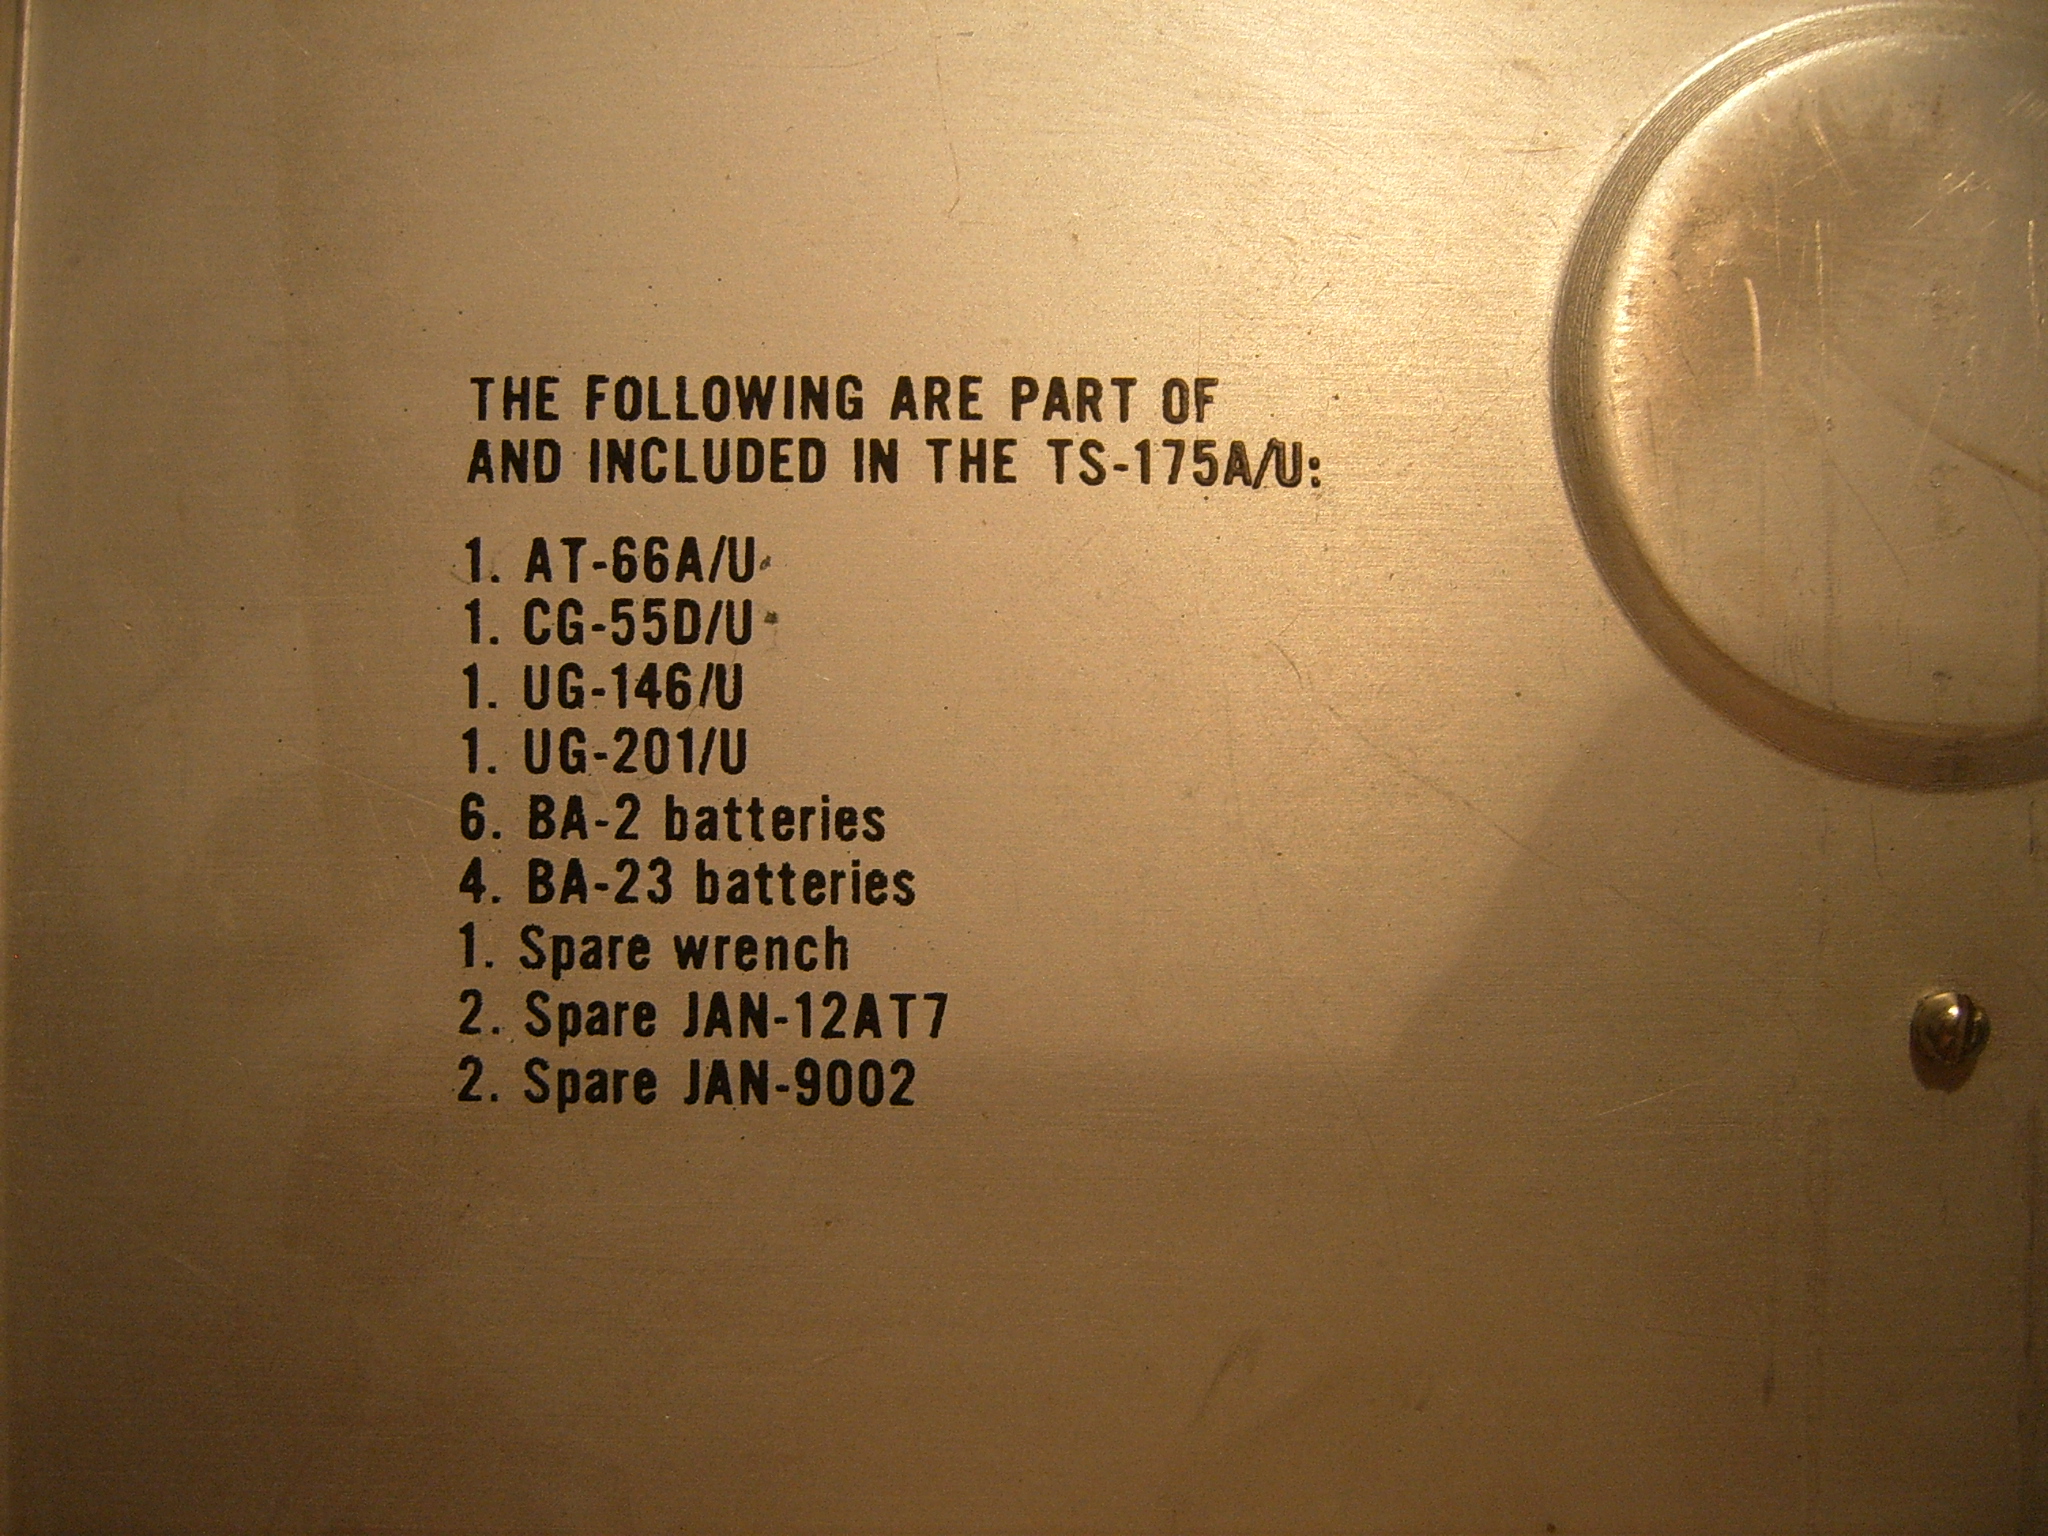 THE FOLLOWING ARE PART OF
AND INCLUDED IN THE TS-175A/U:
1. AT-66A/U
1. CG-55D/U
1. UG-146/U
1. UG-201/U
6. BA-2 batteries
4. BA-23 batteries
1. Spare wrench
2. Spare JAN-12AT7
2. Spare JAN-9002